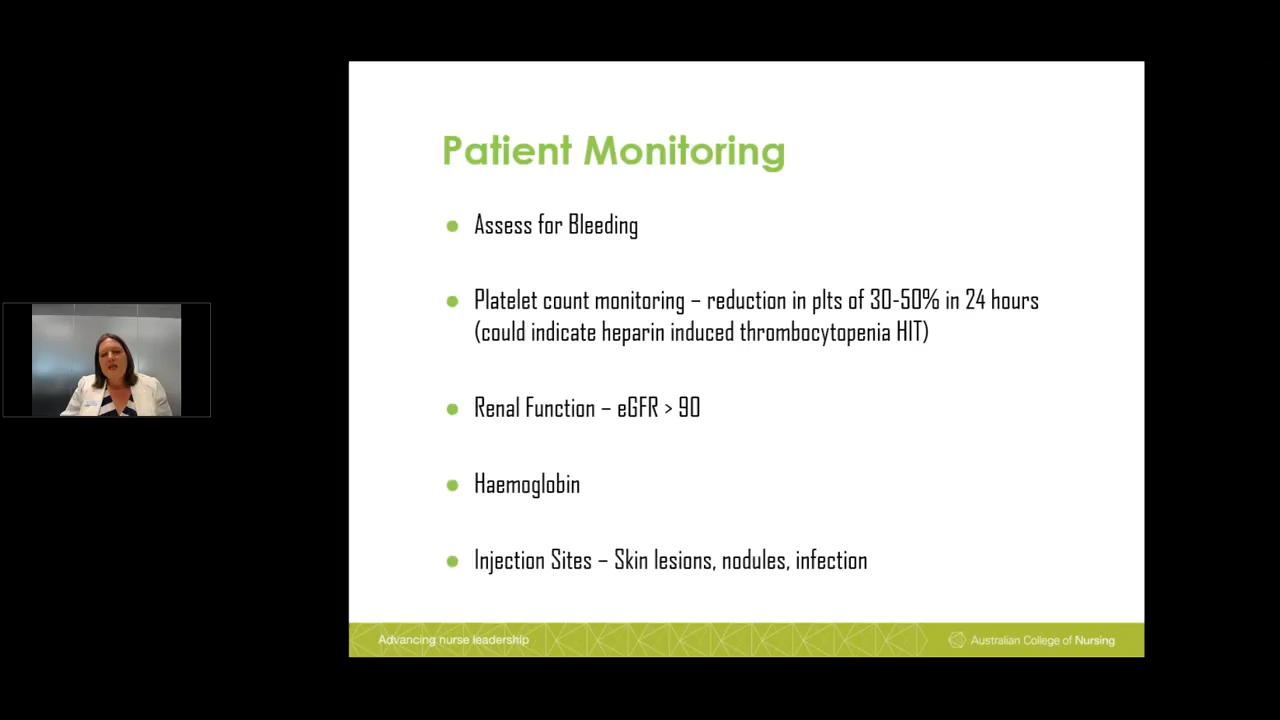 Patient Monitoring
Assess for Bleeding
Platelet count monitoring – reduction in plts of 30-50% in 24 hours
(could indicate heparin induced thrombocytopenia HIT)
Renal Function – eGFR > 90
Haemoglobin
Injection Sites – Skin lesions, nodules, infection
Advancing nurse leadership
Australian College of Nursing